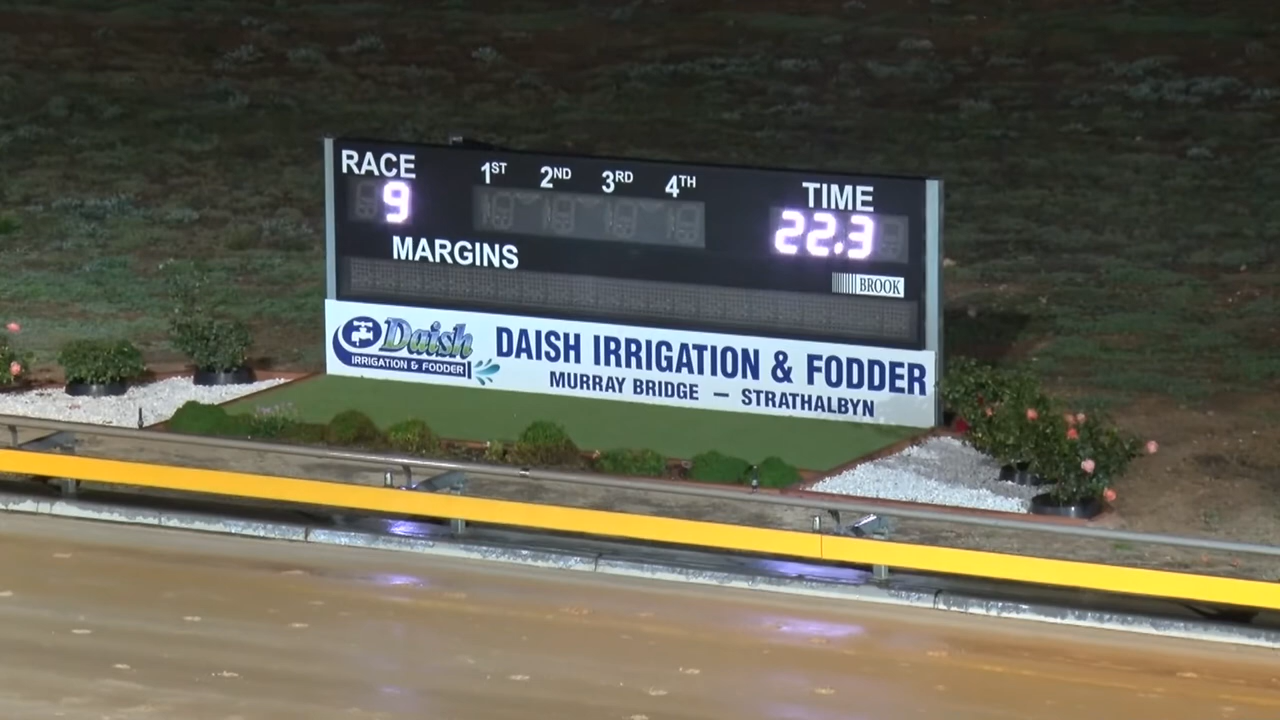 RACE 1ST 2ND 3RD 4TH TIME
9 22.3
MARGINS
BROOK
Daish
IRRIGATION & FODDER
DAISH IRRIGATION & FODDER
MURRAY BRIDGE — STRATHALBYN